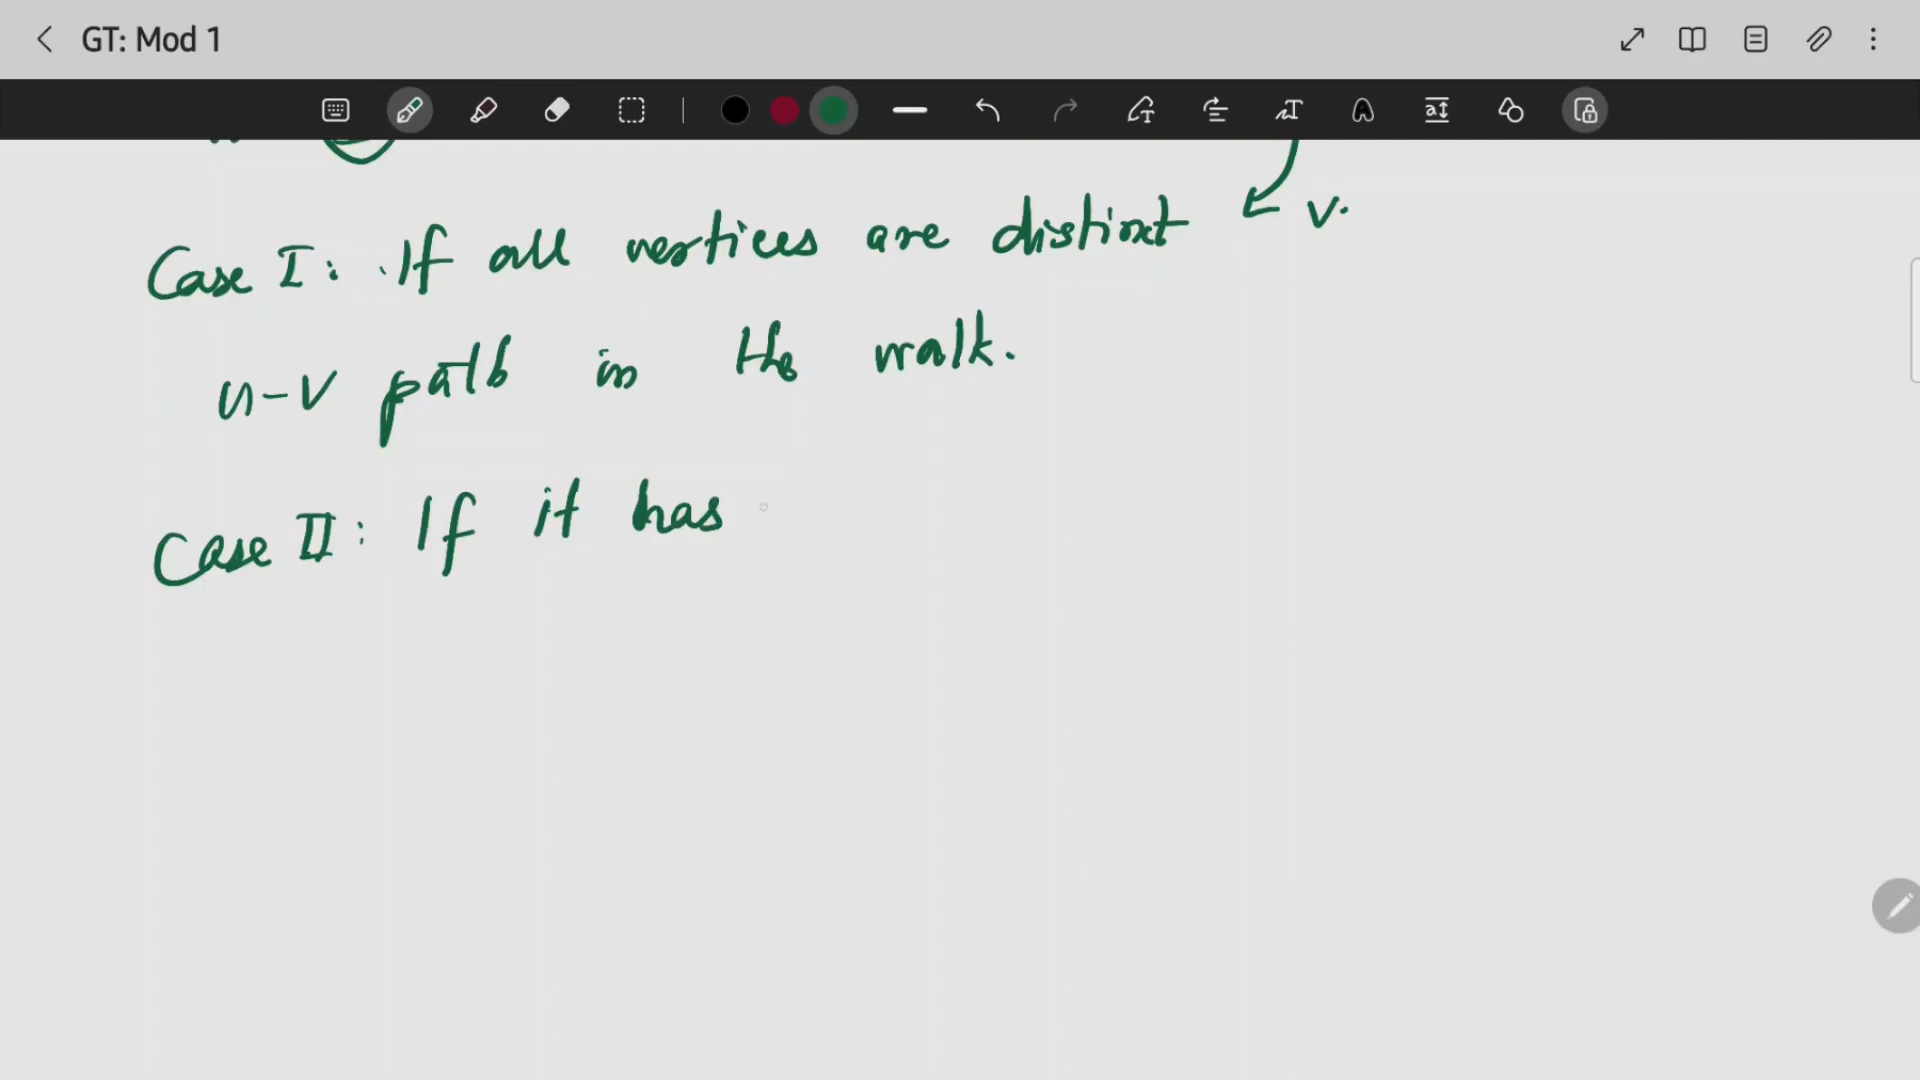 GT: Mod 1
Case I: If all vertices are distinct v.
u-v path in the walk.
Case II: If it has